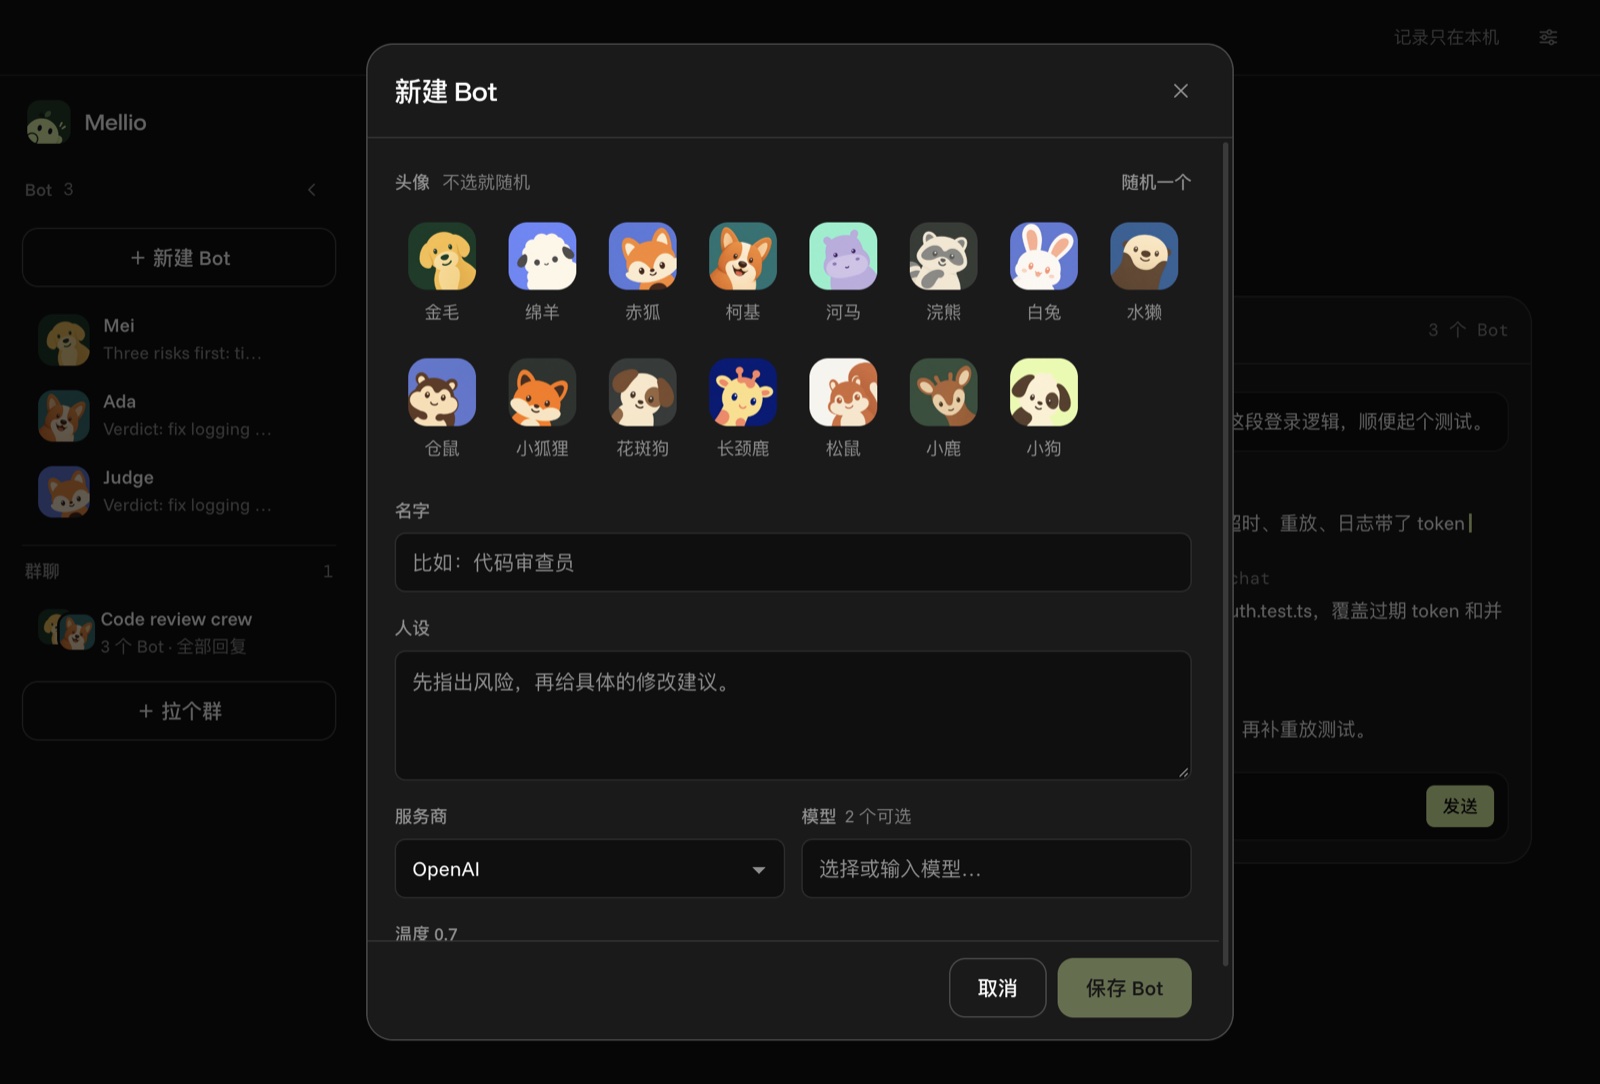 记录只在本机
Mellio
Bot 3
+ 新建 Bot
Mei
Three risks first: ti…
Ada
Verdict: fix logging …
Judge
Verdict: fix logging …
群聊 1
Code review crew
3 个 Bot · 全部回复
+ 拉个群
新建 Bot
头像 不选就随机
随机一个
金毛 绵羊 赤狐 柯基 河马 浣熊 白兔 水獭
仓鼠 小狐狸 花斑狗 长颈鹿 松鼠 小鹿 小狗
名字
比如：代码审查员
人设
先指出风险，再给具体的修改建议。
服务商
OpenAI
模型 2 个可选
选择或输入模型…
温度 0.7
取消
保存 Bot
3 个 Bot
这段登录逻辑，顺便起个测试。
时、重放、日志带了 token
chat
uth.test.ts，覆盖过期 token 和并
再补重放测试。
发送